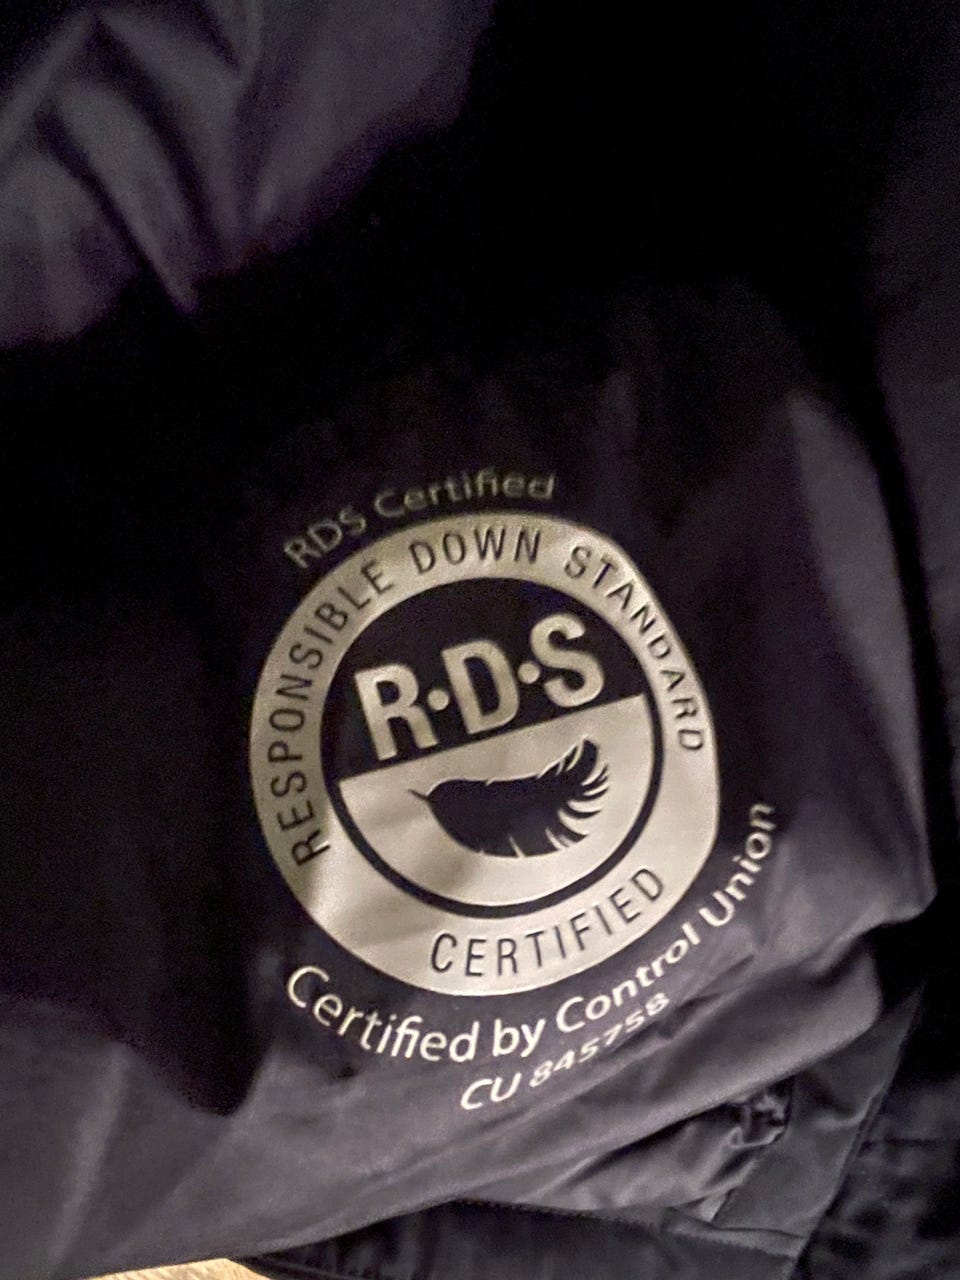 RDS Certified
RESPONSIBLE DOWN STANDARD
R·D·S
CERTIFIED
Certified by Control Union
CU 845758